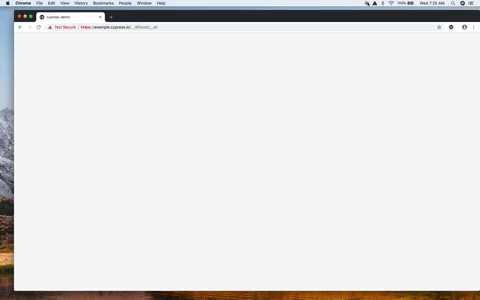 Chrome File Edit View History Bookmarks People Window Help 100% Wed 7:25 AM
cypress-demo
Not Secure https://example.cypress.io/__/#/tests/__all